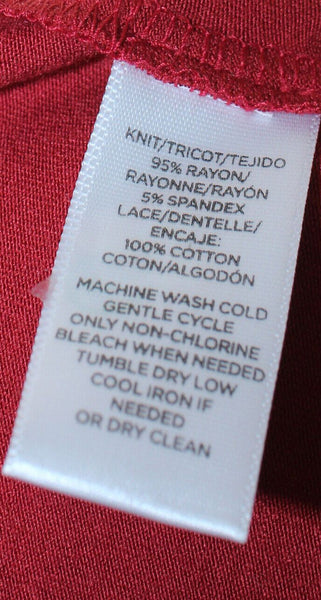 KNIT/TRICOT/TEJIDO
95% RAYON/
RAYONNE/RAYÓN
5% SPANDEX
LACE/DENTELLE/
ENCAJE:
100% COTTON
COTON/ALGODÓN
MACHINE WASH COLD
GENTLE CYCLE
ONLY NON-CHLORINE
BLEACH WHEN NEEDED
TUMBLE DRY LOW
COOL IRON IF
NEEDED
OR DRY CLEAN